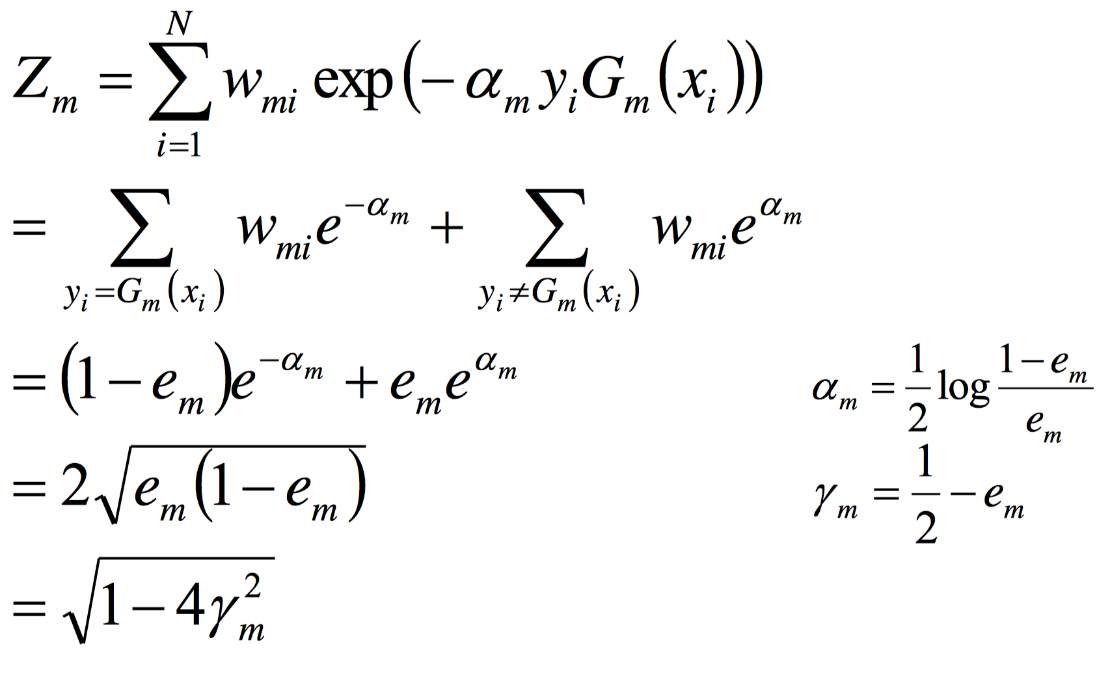 $Z_m = \sum_{i=1}^{N} w_{mi} \exp(-\alpha_m y_i G_m(x_i))$
$= \sum_{y_i = G_m(x_i)} w_{mi} e^{-\alpha_m} + \sum_{y_i \neq G_m(x_i)} w_{mi} e^{\alpha_m}$
$= (1 - e_m) e^{-\alpha_m} + e_m e^{\alpha_m}$
$\alpha_m = \frac{1}{2} \log \frac{1 - e_m}{e_m}$
$= 2\sqrt{e_m(1 - e_m)}$
$\gamma_m = \frac{1}{2} - e_m$
$= \sqrt{1 - 4\gamma_m^2}$